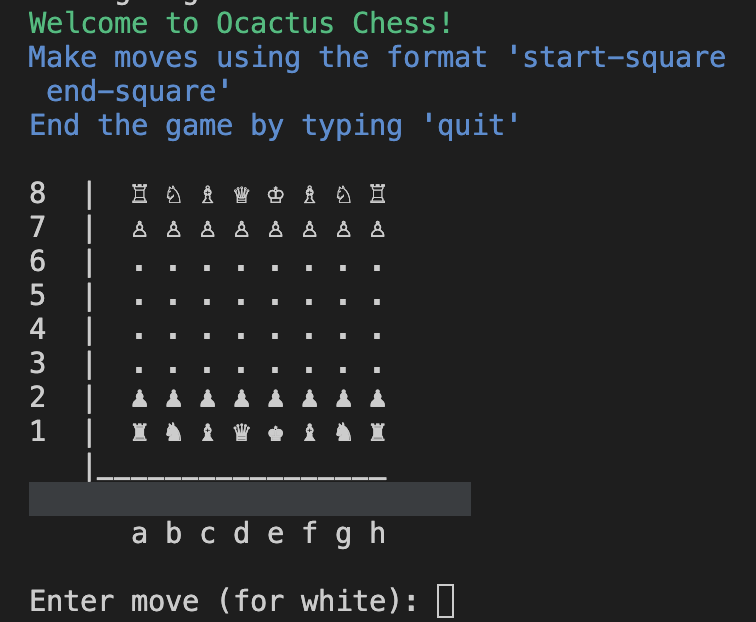 Welcome to Ocactus Chess!
Make moves using the format 'start-square
end-square'
End the game by typing 'quit'
8 | ♖ ♘ ♗ ♕ ♔ ♗ ♘ ♖
7 | ♙ ♙ ♙ ♙ ♙ ♙ ♙ ♙
6 | . . . . . . . .
5 | . . . . . . . .
4 | . . . . . . . .
3 | . . . . . . . .
2 | ♟ ♟ ♟ ♟ ♟ ♟ ♟ ♟
1 | ♜ ♞ ♝ ♛ ♚ ♝ ♞ ♜
|_________________
a b c d e f g h
Enter move (for white):